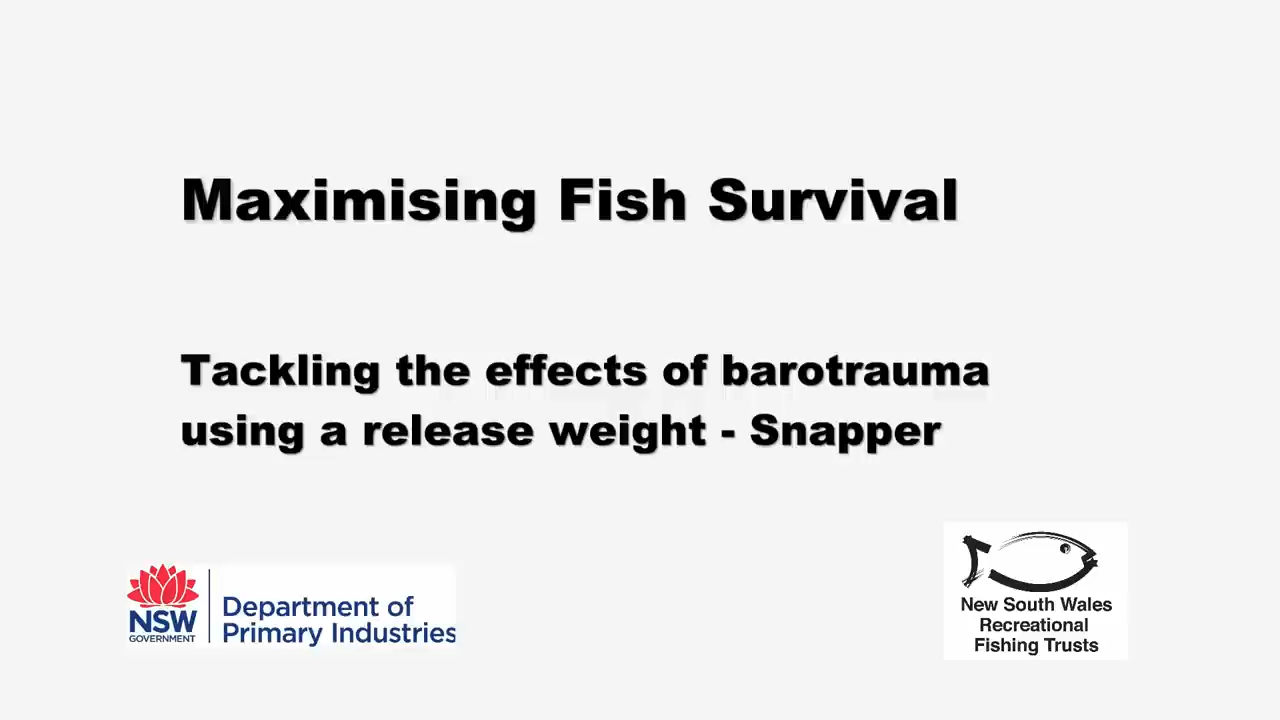 Maximising Fish Survival
Tackling the effects of barotrauma
using a release weight - Snapper
NSW
GOVERNMENT
Department of
Primary Industries
New South Wales
Recreational
Fishing Trusts